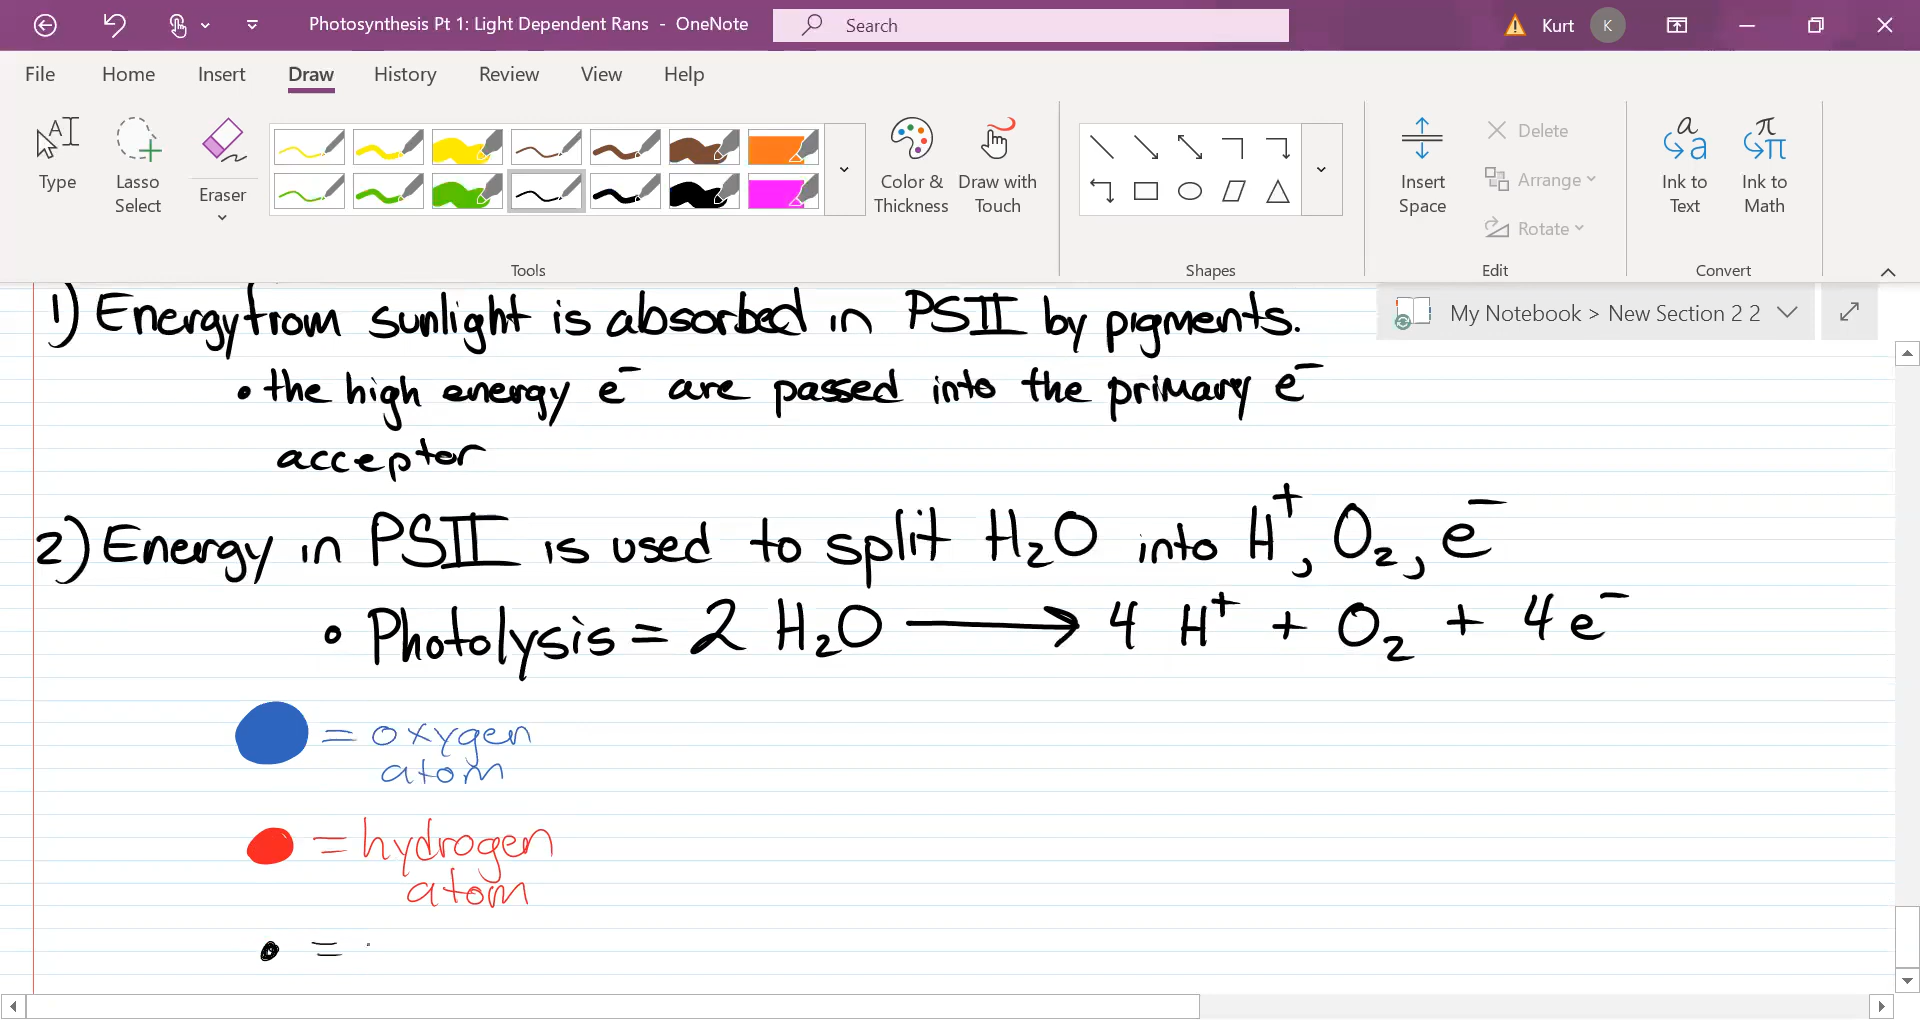 Photosynthesis Pt 1: Light Dependent Rans - OneNote
Search
Kurt K
File Home Insert Draw History Review View Help
Type
Lasso Select
Eraser
Color & Thickness
Draw with Touch
Insert Space
Delete
Arrange
Rotate
Ink to Text
Ink to Math
Tools Shapes Edit Convert
My Notebook > New Section 2 2
1) Energy from sunlight is absorbed in PSII by pigments.
• the high energy e⁻ are passed into the primary e⁻
acceptor
2) Energy in PSII is used to split H₂O into H⁺, O₂, e⁻
• Photolysis = 2 H₂O ⟶ 4 H⁺ + O₂ + 4e⁻
= oxygen
atom
= hydrogen
atom
=